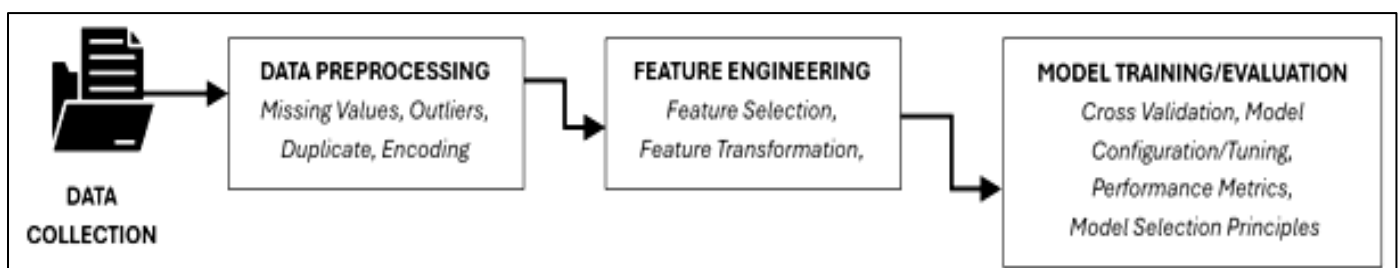 DATA
COLLECTION
DATA PREPROCESSING
Missing Values, Outliers,
Duplicate, Encoding
FEATURE ENGINEERING
Feature Selection,
Feature Transformation,
MODEL TRAINING/EVALUATION
Cross Validation, Model
Configuration/Tuning,
Performance Metrics,
Model Selection Principles